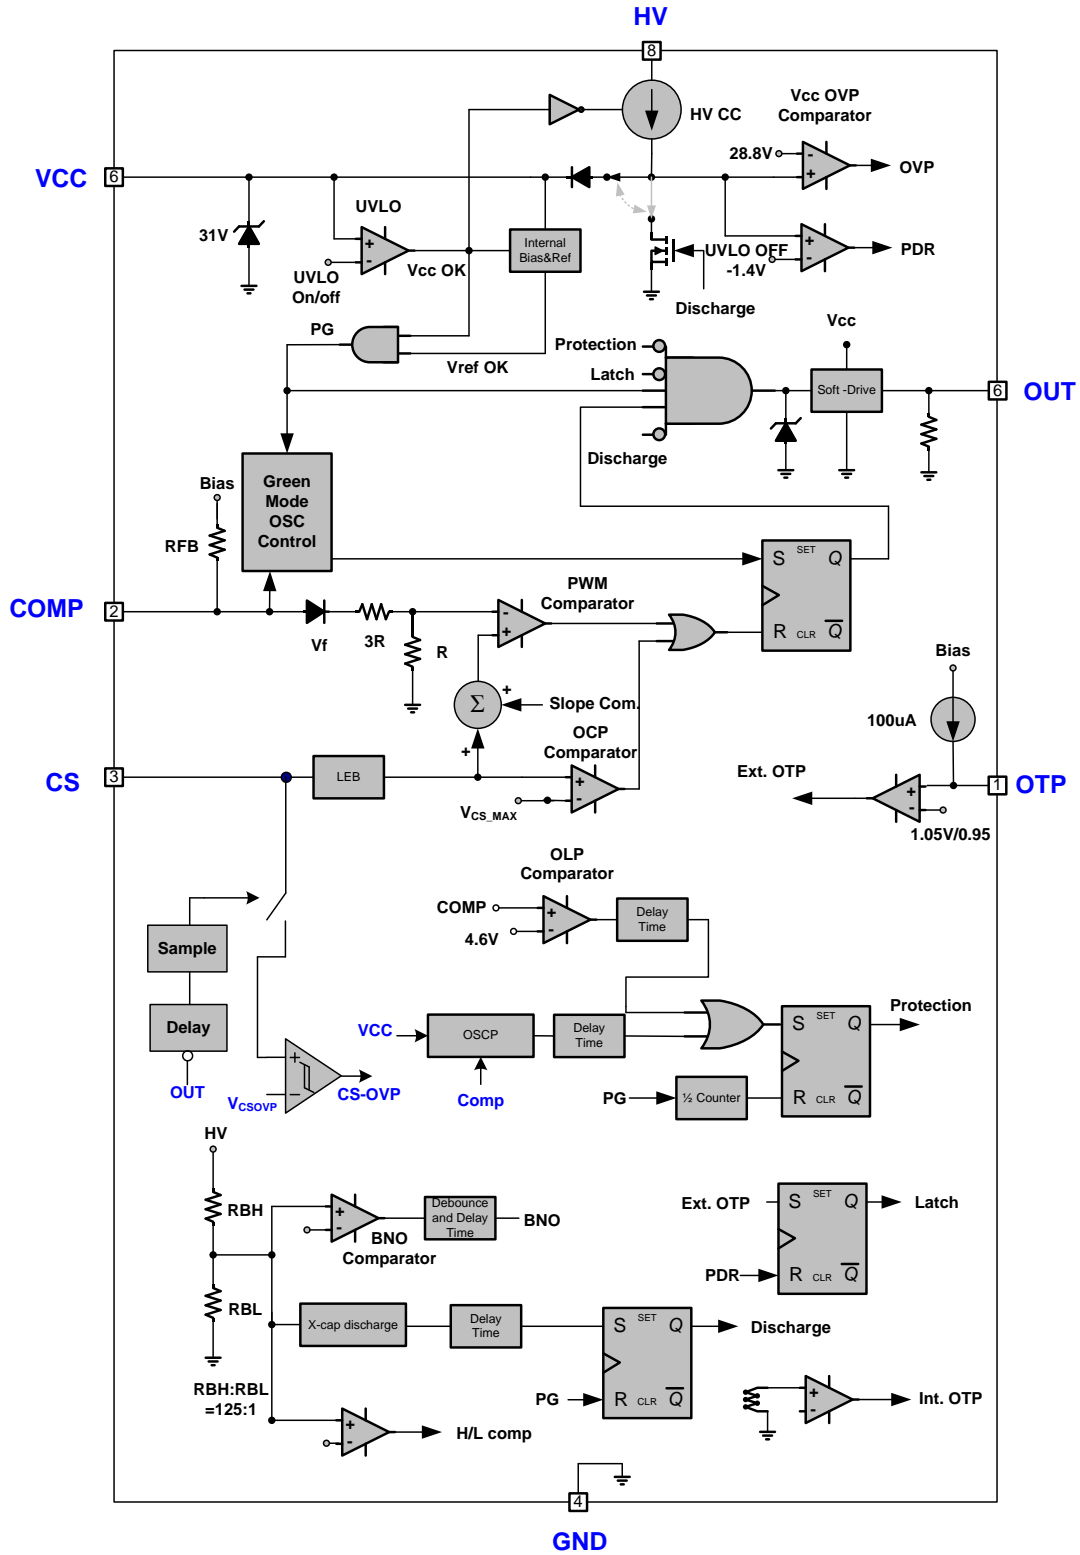 HV
8
Vcc OVP
Comparator
HV CC
28.8V
-
+
OVP
VCC
6
UVLO
31V
+
-
Vcc OK
UVLO
On/off
Internal
Bias&Ref
UVLO OFF
-1.4V
+
-
PDR
Discharge
PG
Vref OK
Protection
Latch
Discharge
Vcc
Soft -Drive
6
OUT
Bias
RFB
Green
Mode
OSC
Control
COMP
2
Vf
3R
R
PWM
Comparator
-
+
S
SET
Q
R
CLR
Q
Σ
+
+
Slope Com.
OCP
Comparator
CS
3
LEB
+
-
VCS_MAX
Bias
100uA
Ext. OTP
+
-
1
OTP
1.05V/0.95
OLP
Comparator
COMP
4.6V
+
-
Delay
Time
Sample
Delay
OUT
+
-
VCSOVP
CS-OVP
VCC
OSCP
Comp
Delay
Time
S
SET
Q
R
CLR
Q
Protection
PG
½ Counter
HV
RBH
RBL
RBH:RBL
=125:1
+
-
BNO
Comparator
Debounce
and Delay
Time
BNO
Ext. OTP
S
SET
Q
Latch
PDR
R
CLR
Q
X-cap discharge
Delay
Time
S
SET
Q
Discharge
PG
R
CLR
Q
+
-
H/L comp
+
-
Int. OTP
4
GND